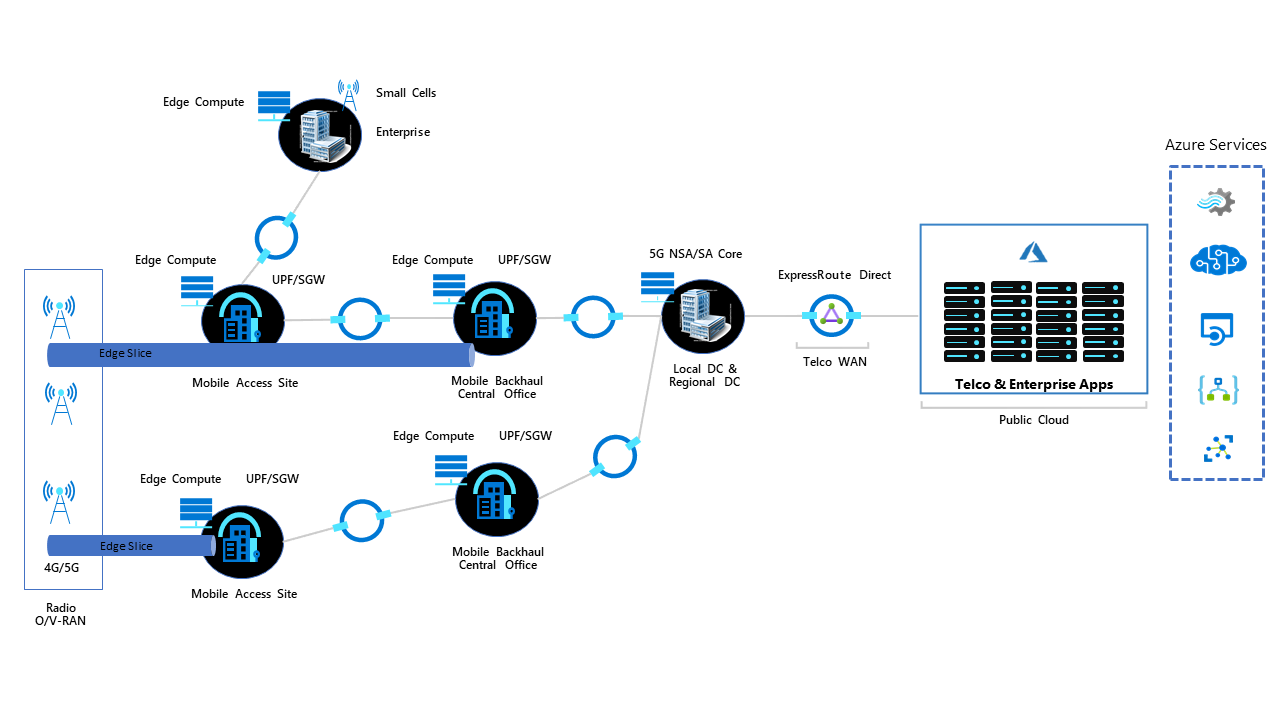 Edge Compute
Small Cells
Enterprise
Azure Services
Edge Compute
UPF/SGW
Edge Compute
UPF/SGW
5G NSA/SA Core
ExpressRoute Direct
Edge Slice
Mobile Access Site
Mobile Backhaul
Central Office
Local DC &
Regional DC
Telco WAN
Telco & Enterprise Apps
Public Cloud
Edge Compute
UPF/SGW
Edge Compute
UPF/SGW
Edge Slice
4G/5G
Mobile Backhaul
Central Office
Mobile Access Site
Radio
O/V-RAN